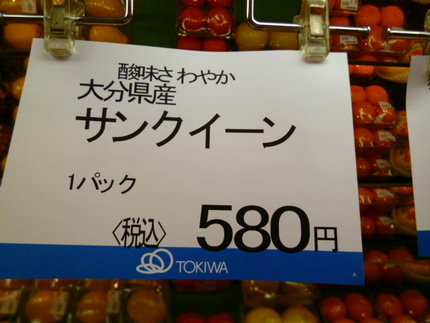 酸味さわやか
大分県産
サンクイーン
1パック
〈税込〉 580円
TOKIWA
A